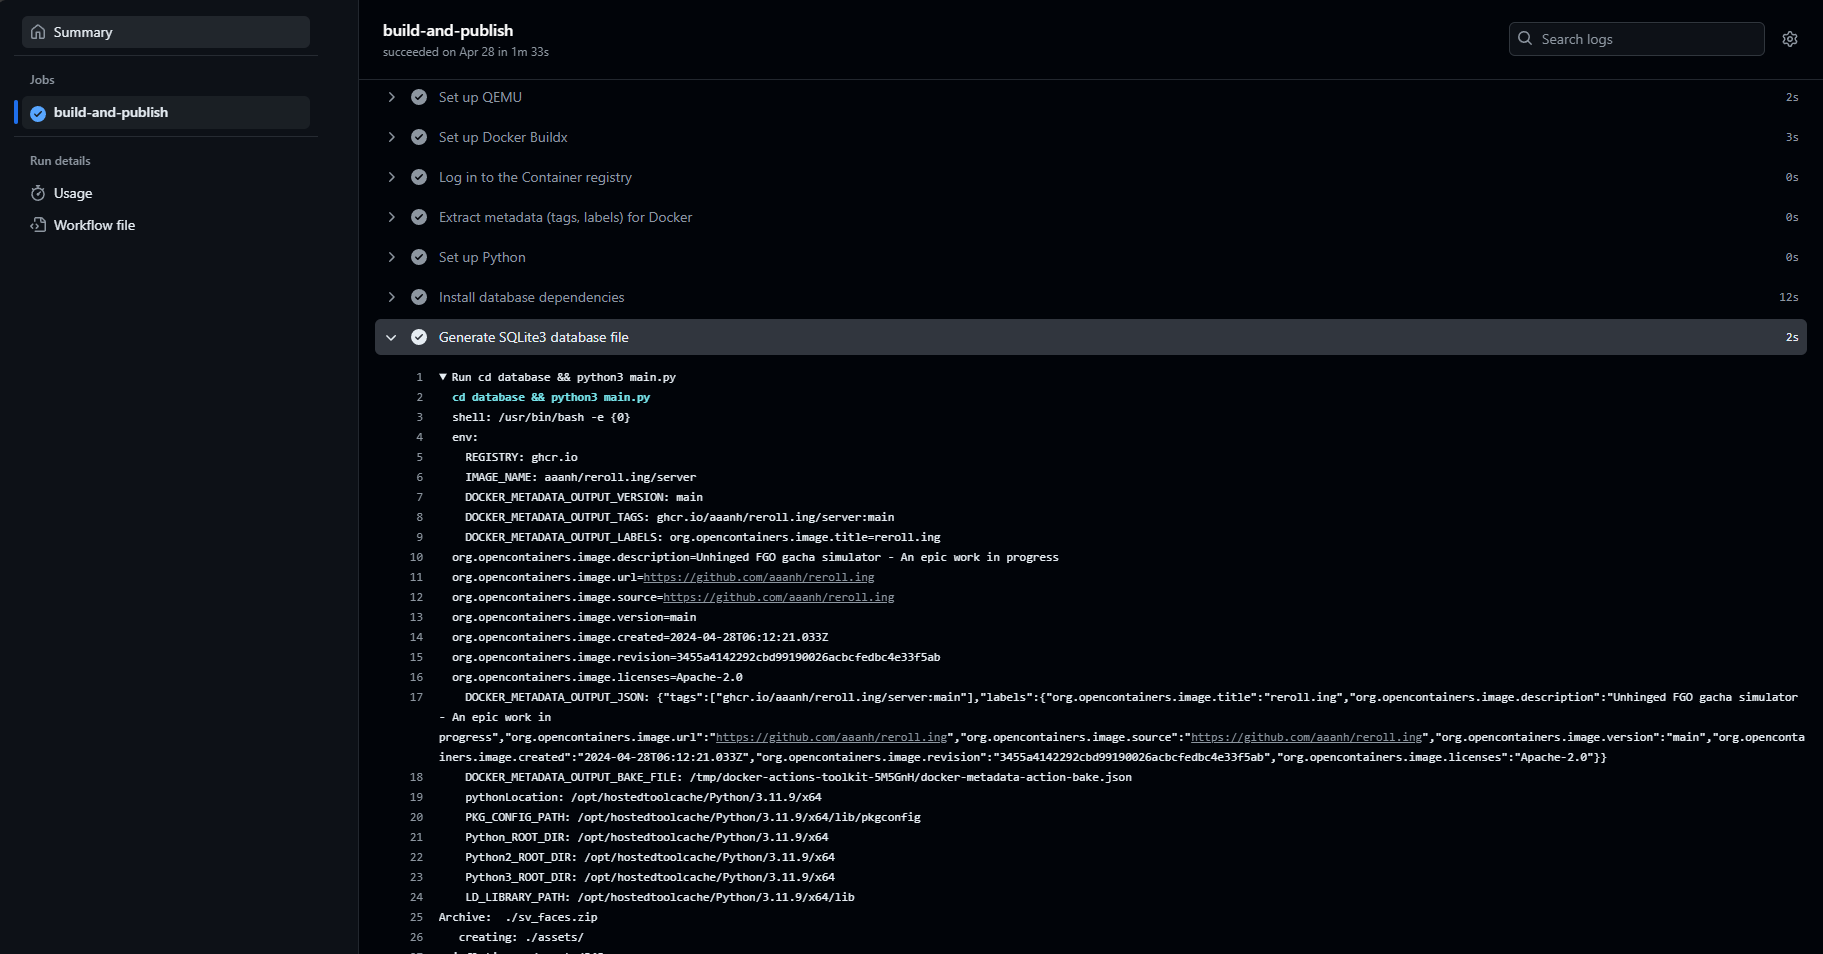 Summary
Jobs
build-and-publish
Run details
Usage
Workflow file
build-and-publish
succeeded on Apr 28 in 1m 33s
Search logs
Set up QEMU 2s
Set up Docker Buildx 3s
Log in to the Container registry 0s
Extract metadata (tags, labels) for Docker 0s
Set up Python 0s
Install database dependencies 12s
Generate SQLite3 database file 2s
1 Run cd database && python3 main.py
2 cd database && python3 main.py
3 shell: /usr/bin/bash -e {0}
4 env:
5 REGISTRY: ghcr.io
6 IMAGE_NAME: aaanh/reroll.ing/server
7 DOCKER_METADATA_OUTPUT_VERSION: main
8 DOCKER_METADATA_OUTPUT_TAGS: ghcr.io/aaanh/reroll.ing/server:main
9 DOCKER_METADATA_OUTPUT_LABELS: org.opencontainers.image.title=reroll.ing
10 org.opencontainers.image.description=Unhinged FGO gacha simulator - An epic work in progress
11 org.opencontainers.image.url=https://github.com/aaanh/reroll.ing
12 org.opencontainers.image.source=https://github.com/aaanh/reroll.ing
13 org.opencontainers.image.version=main
14 org.opencontainers.image.created=2024-04-28T06:12:21.033Z
15 org.opencontainers.image.revision=3455a4142292cbd99190026acbcfedbc4e33f5ab
16 org.opencontainers.image.licenses=Apache-2.0
17 DOCKER_METADATA_OUTPUT_JSON: {"tags":["ghcr.io/aaanh/reroll.ing/server:main"],"labels":{"org.opencontainers.image.title":"reroll.ing","org.opencontainers.image.description":"Unhinged FGO gacha simulator
- An epic work in
progress","org.opencontainers.image.url":"https://github.com/aaanh/reroll.ing","org.opencontainers.image.source":"https://github.com/aaanh/reroll.ing","org.opencontainers.image.version":"main","org.openconta
iners.image.created":"2024-04-28T06:12:21.033Z","org.opencontainers.image.revision":"3455a4142292cbd99190026acbcfedbc4e33f5ab","org.opencontainers.image.licenses":"Apache-2.0"}}
18 DOCKER_METADATA_OUTPUT_BAKE_FILE: /tmp/docker-actions-toolkit-5M5GnH/docker-metadata-action-bake.json
19 pythonLocation: /opt/hostedtoolcache/Python/3.11.9/x64
20 PKG_CONFIG_PATH: /opt/hostedtoolcache/Python/3.11.9/x64/lib/pkgconfig
21 Python_ROOT_DIR: /opt/hostedtoolcache/Python/3.11.9/x64
22 Python2_ROOT_DIR: /opt/hostedtoolcache/Python/3.11.9/x64
23 Python3_ROOT_DIR: /opt/hostedtoolcache/Python/3.11.9/x64
24 LD_LIBRARY_PATH: /opt/hostedtoolcache/Python/3.11.9/x64/lib
25 Archive: ./sv_faces.zip
26 creating: ./assets/